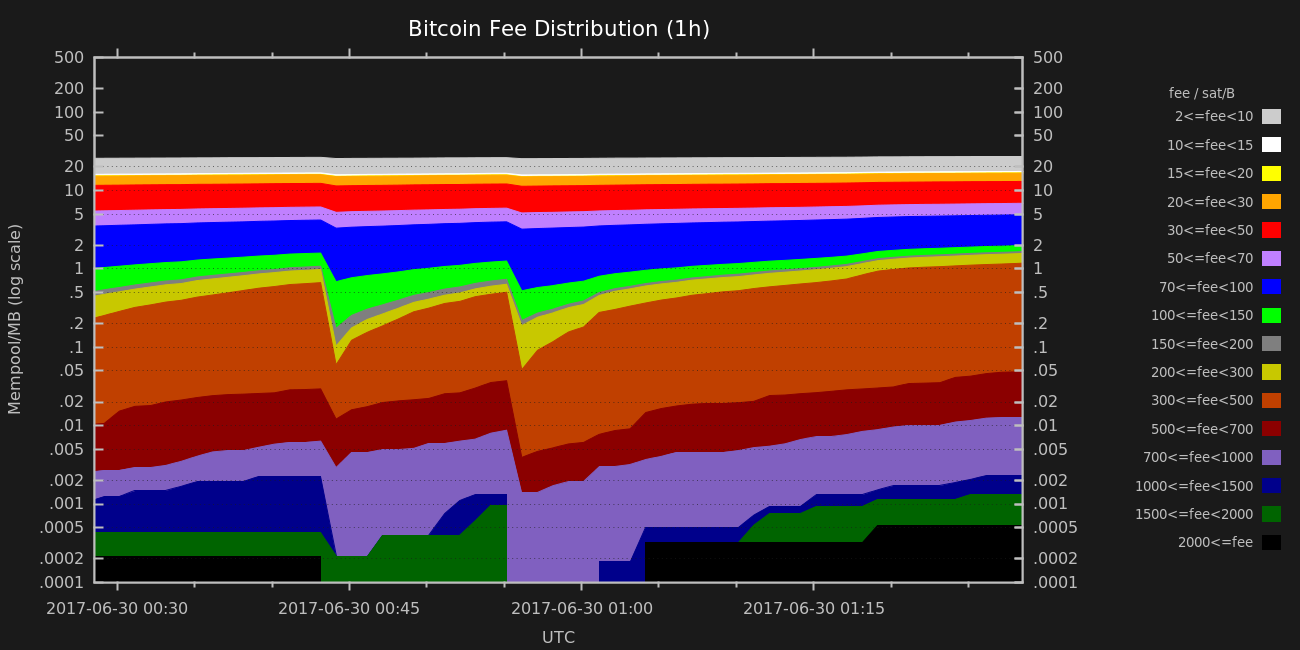 Bitcoin Fee Distribution (1h)
500 500
200 200
100 100
50 50
20 20
10 10
5 5
2 2
1 1
.5 .5
.2 .2
.1 .1
.05 .05
.02 .02
.01 .01
.005 .005
.002 .002
.001 .001
.0005 .0005
.0002 .0002
.0001 .0001
Mempool/MB (log scale)
2017-06-30 00:30 2017-06-30 00:45 2017-06-30 01:00 2017-06-30 01:15
UTC
fee / sat/B
2<=fee<10
10<=fee<15
15<=fee<20
20<=fee<30
30<=fee<50
50<=fee<70
70<=fee<100
100<=fee<150
150<=fee<200
200<=fee<300
300<=fee<500
500<=fee<700
700<=fee<1000
1000<=fee<1500
1500<=fee<2000
2000<=fee